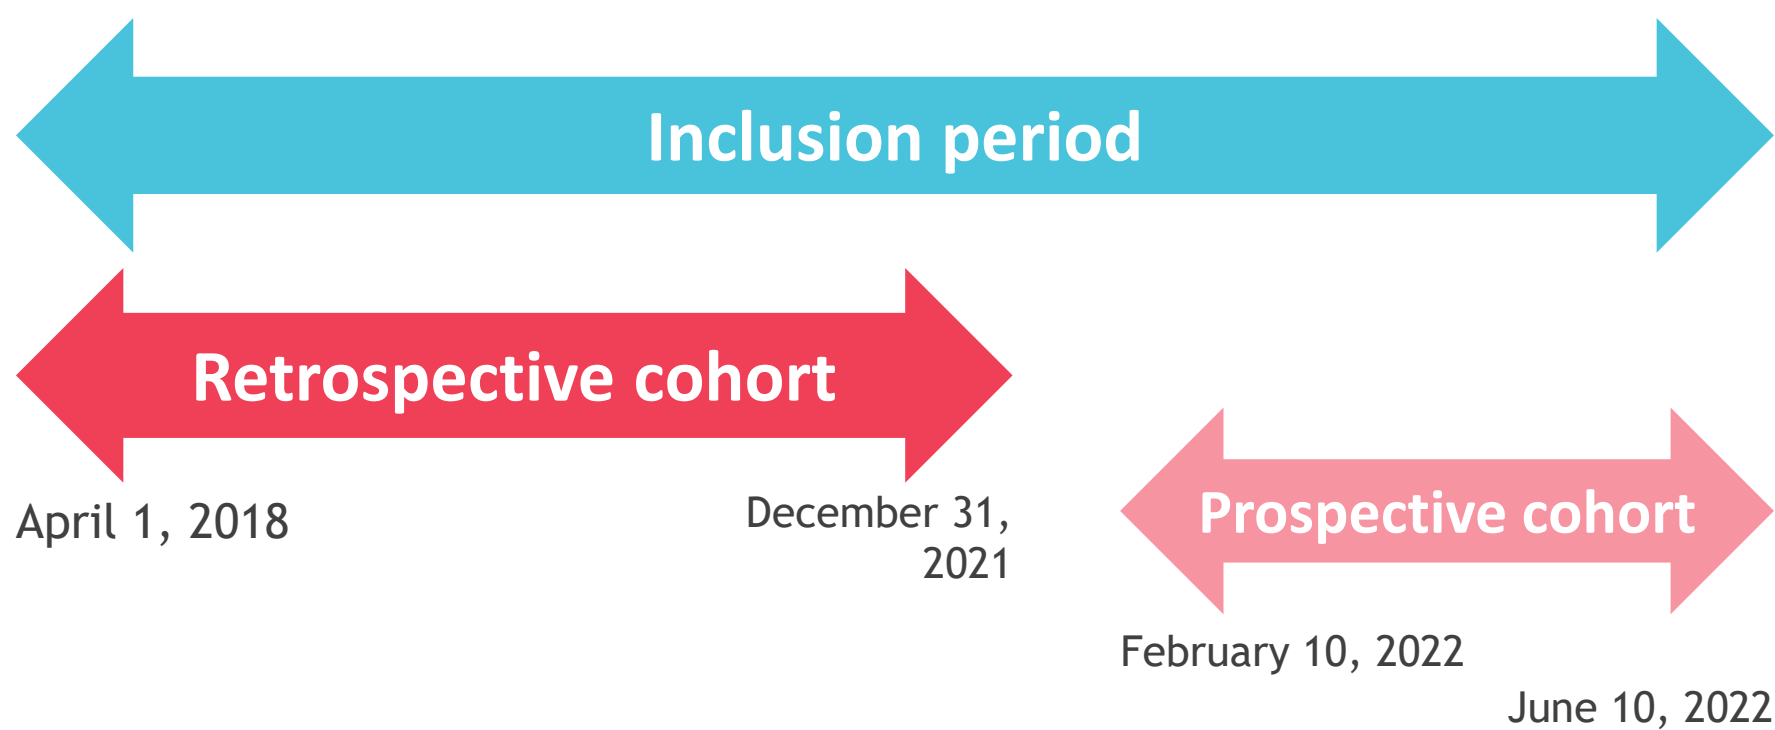 Inclusion period
Retrospective cohort
April 1, 2018
December 31,
2021
Prospective cohort
February 10, 2022
June 10, 2022